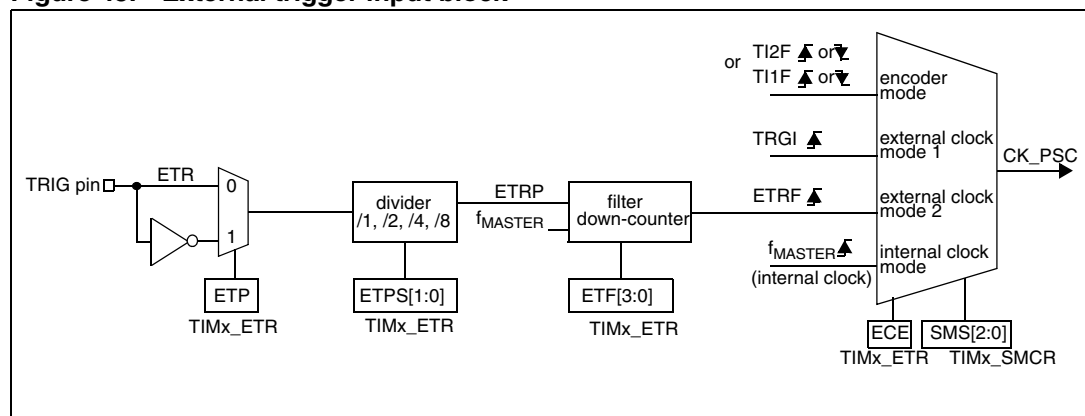 Figure 48. External trigger input block
or TI2F or
TI1F or
encoder
mode
TRGI
external clock
mode 1
CK_PSC
TRIG pin
ETR
0
1
divider
/1, /2, /4, /8
ETRP
fMASTER
filter
down-counter
ETRF
external clock
mode 2
fMASTER
(internal clock)
internal clock
mode
ETP
TIMx_ETR
ETPS[1:0]
TIMx_ETR
ETF[3:0]
TIMx_ETR
ECE
TIMx_ETR
SMS[2:0]
TIMx_SMCR